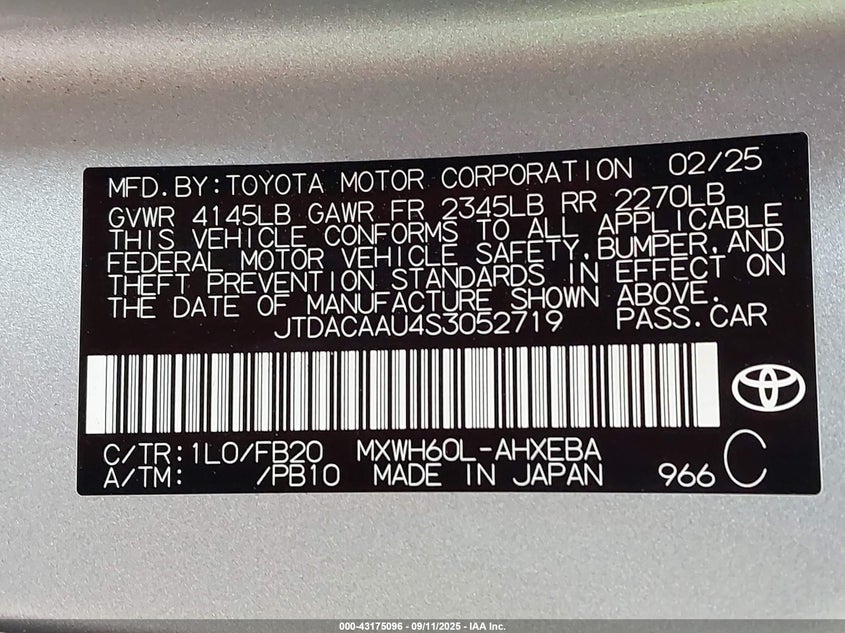 MFD.BY:TOYOTA MOTOR CORPORATION 02/25
GVWR 4145LB GAWR FR 2345LB RR 2270LB
THIS VEHICLE CONFORMS TO ALL APPLICABLE
FEDERAL MOTOR VEHICLE SAFETY,BUMPER,AND
THEFT PREVENTION STANDARDS IN EFFECT ON
THE DATE OF MANUFACTURE SHOWN ABOVE.
JTDACAAU4S3052719 PASS.CAR
C/TR:1L0/FB20 MXWH60L-AHXEBA C
A/TM: /PB10 MADE IN JAPAN 966
000-43175096 - 09/11/2025 - IAA Inc.